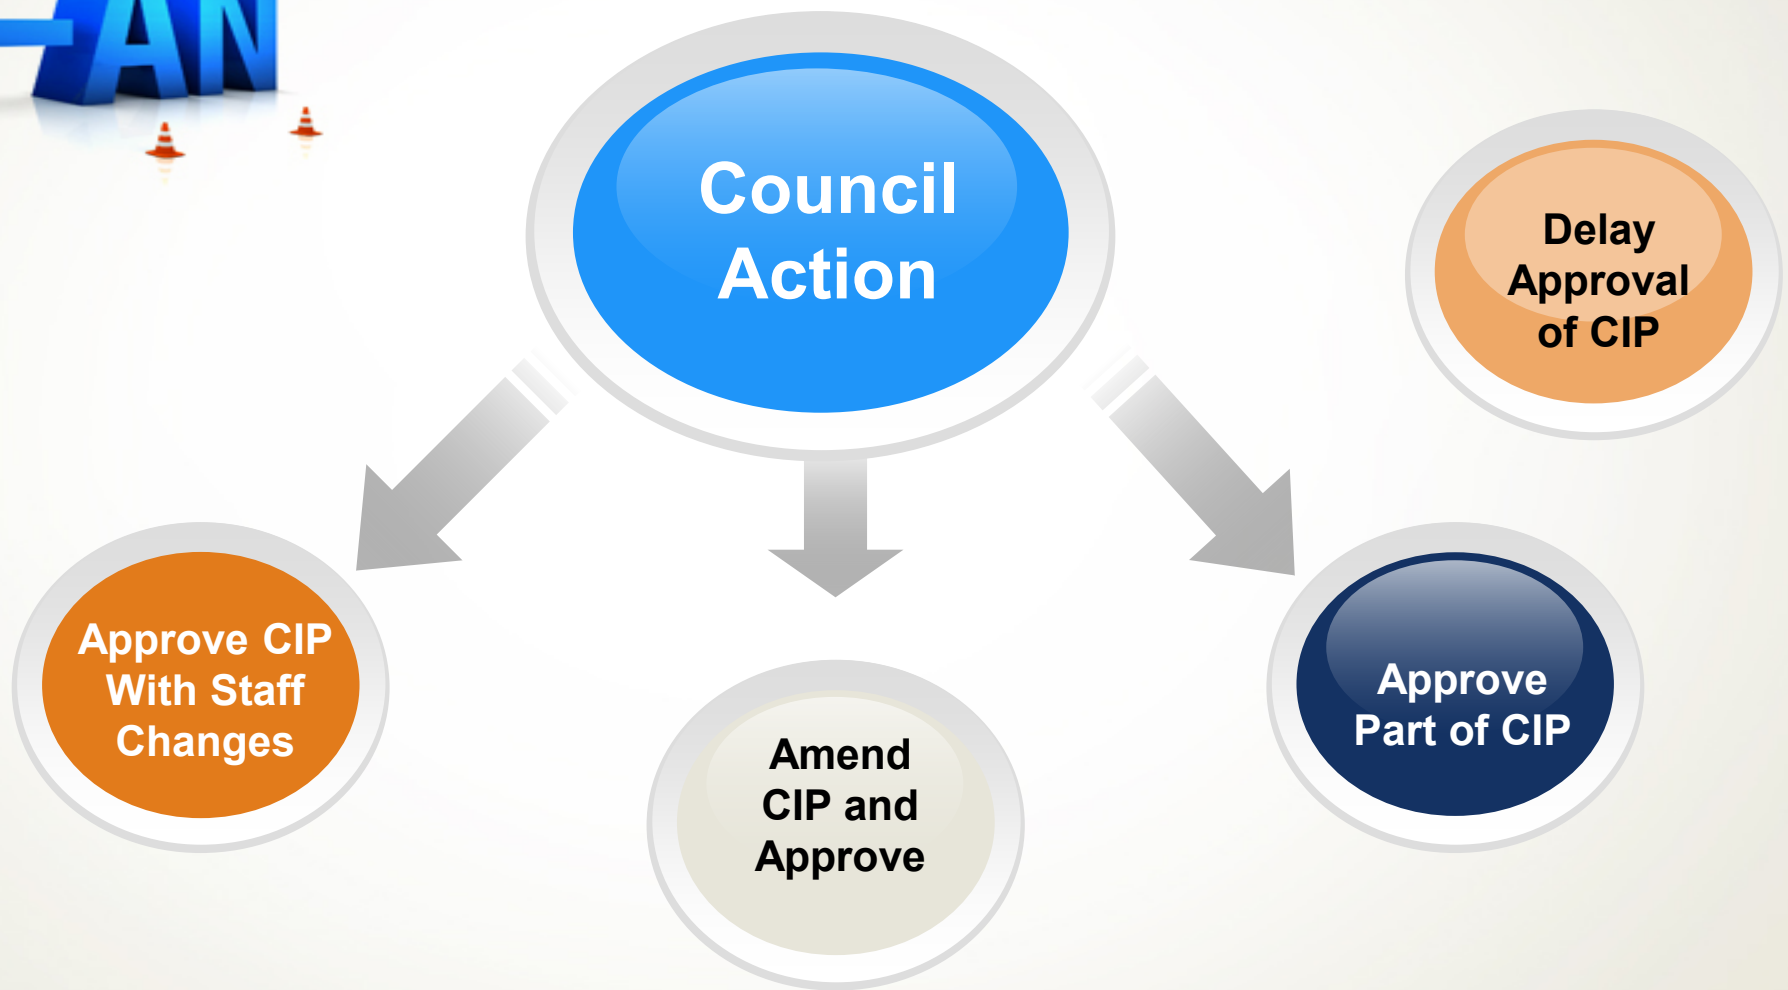 AN
Council
Action
Delay
Approval
of CIP
Approve CIP
With Staff
Changes
Amend
CIP and
Approve
Approve
Part of CIP